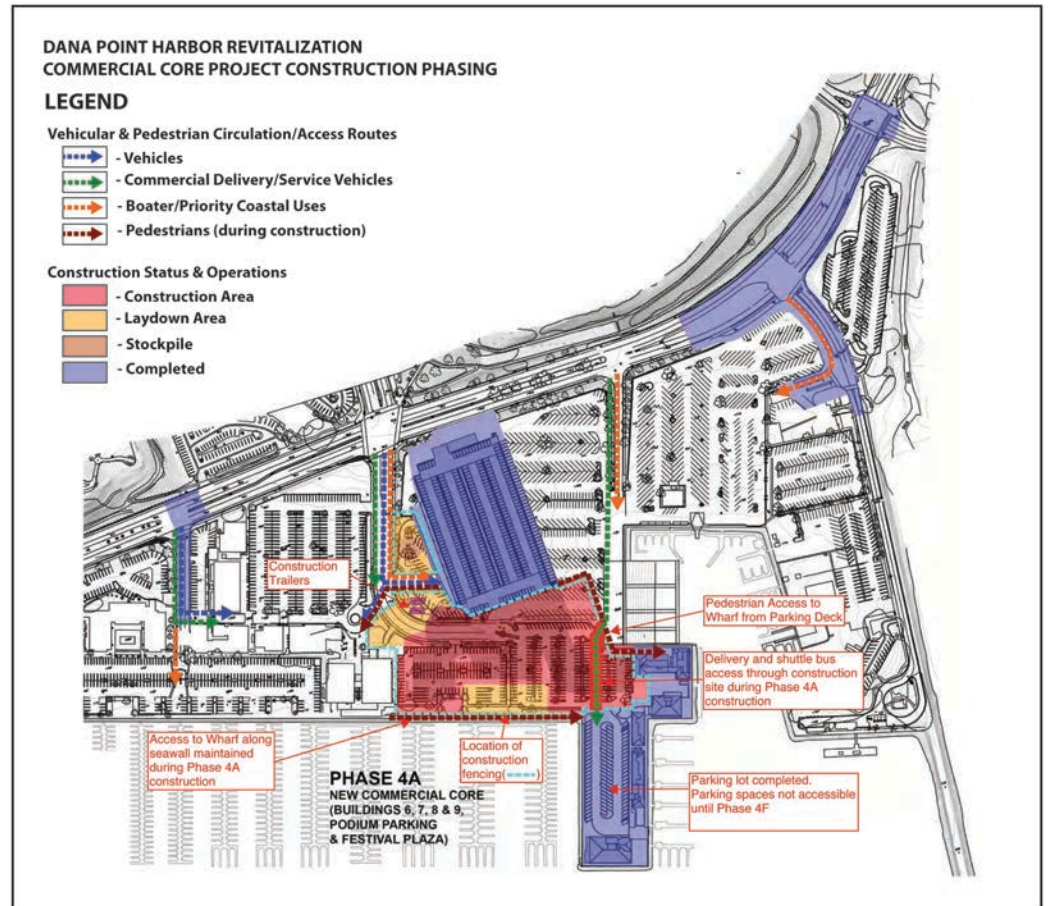 DANA POINT HARBOR REVITALIZATION
COMMERCIAL CORE PROJECT CONSTRUCTION PHASING
LEGEND
Vehicular & Pedestrian Circulation/Access Routes
- Vehicles
- Commercial Delivery/Service Vehicles
- Boater/Priority Coastal Uses
- Pedestrians (during construction)
Construction Status & Operations
- Construction Area
- Laydown Area
- Stockpile
- Completed
Construction
Trailers
Pedestrian Access to
Wharf from Parking Deck
Delivery and shuttle bus
access through construction
site during Phase 4A
construction
Access to Wharf along
seawall maintained
during Phase 4A
construction
Location of
construction
fencing( )
PHASE 4A
NEW COMMERCIAL CORE
(BUILDINGS 6, 7, 8 & 9,
PODIUM PARKING
& FESTIVAL PLAZA)
Parking lot completed.
Parking spaces not accessible
until Phase 4F